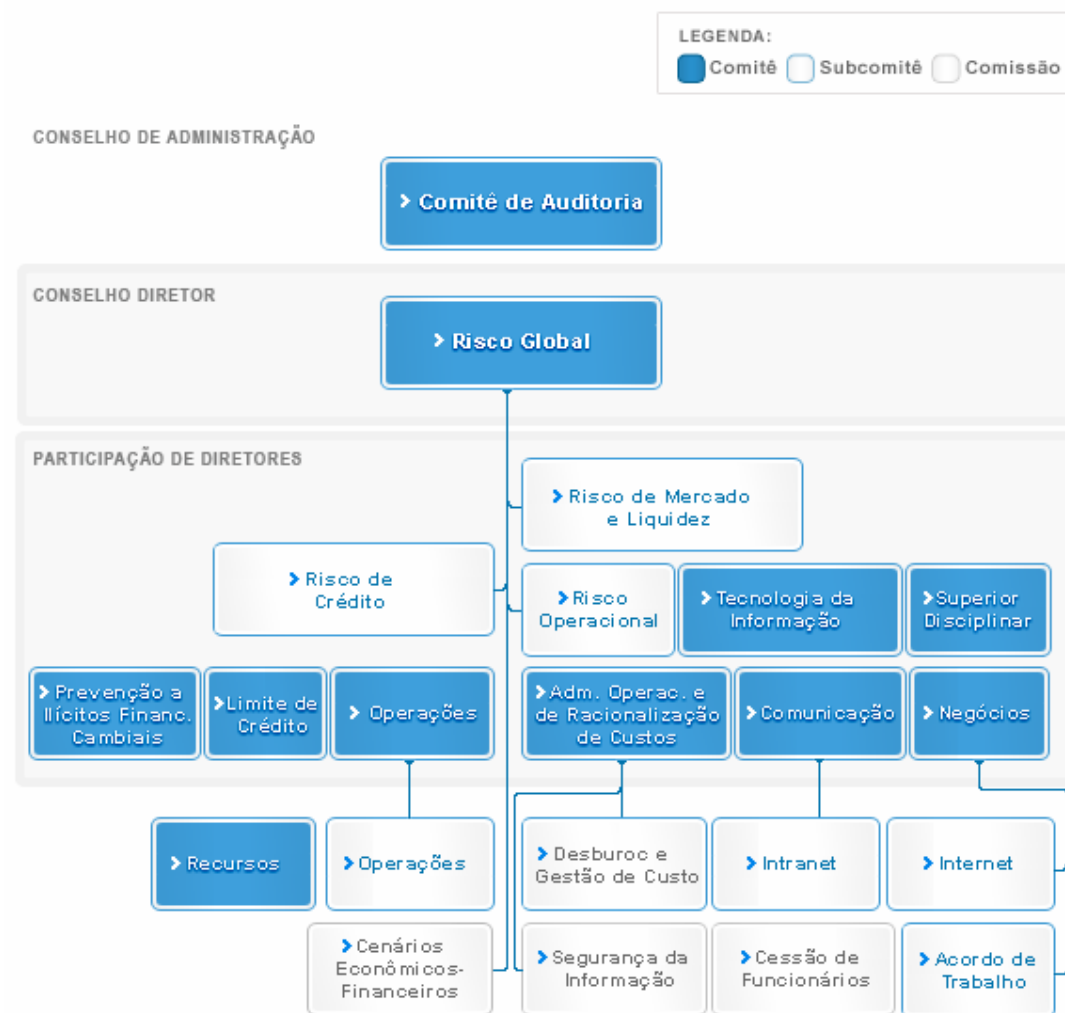 LEGENDA:
Comitê Subcomitê Comissão
CONSELHO DE ADMINISTRAÇÃO
Comitê de Auditoria
CONSELHO DIRETOR
Risco Global
PARTICIPAÇÃO DE DIRETORES
Risco de Mercado
e Liquidez
Risco de
Crédito
Risco
Operacional
Tecnologia da
Informação
Superior
Disciplinar
Prevenção a
Ilícitos Financ.
Cambiais
Limite de
Crédito
Operações
Adm. Operac. e
de Racionalização
de Custos
Comunicação
Negócios
Recursos
Operações
Desburoc e
Gestão de Custo
Intranet
Internet
Cenários
Econômicos-
Financeiros
Segurança da
Informação
Cessão de
Funcionários
Acordo de
Trabalho